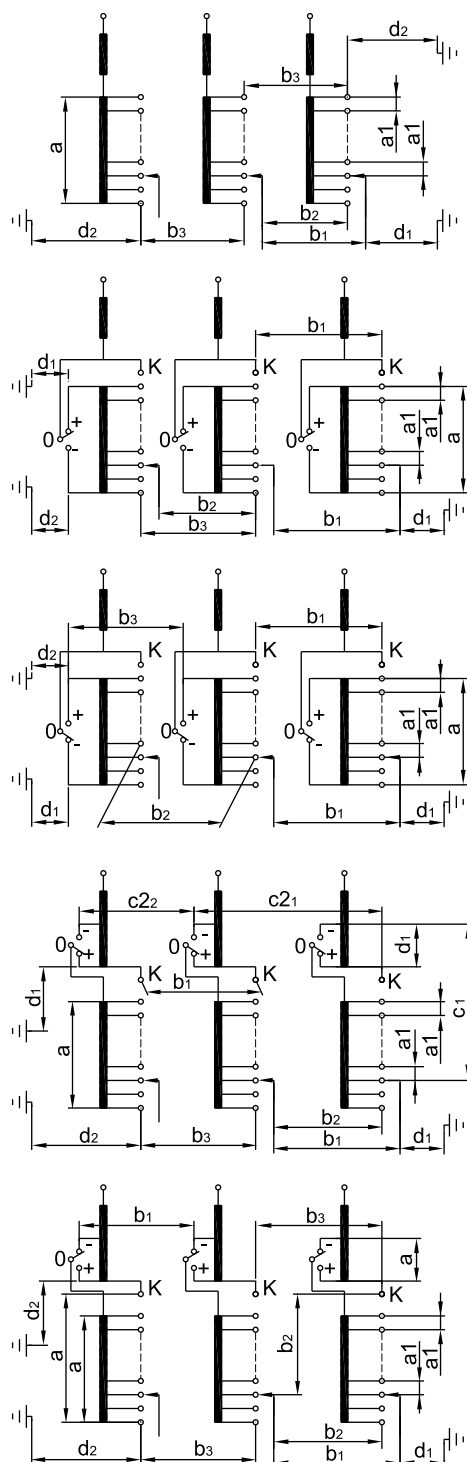 d2
b3
a
a1
a1
b2
d2
b3
b1
d1
b1
d1
K
K
K
+
+
+
a1
0
0
0
a1
a
-
-
-
b2
d2
b3
b1
d1
b3
b1
d2
K
K
K
+
+
+
a1
0
0
0
a1
a
-
-
-
b2
b1
d1
d1
c22
c21
-
-
-
0
0
0
d1
+
+
+
K
K
K
b1
d1
c1
a
a1
a1
b2
d2
b3
b1
d1
b1
b3
-
-
-
0
a
+
+
+
K
K
K
d2
a
a
b2
a1
a1
b2
d2
b3
b1
d1